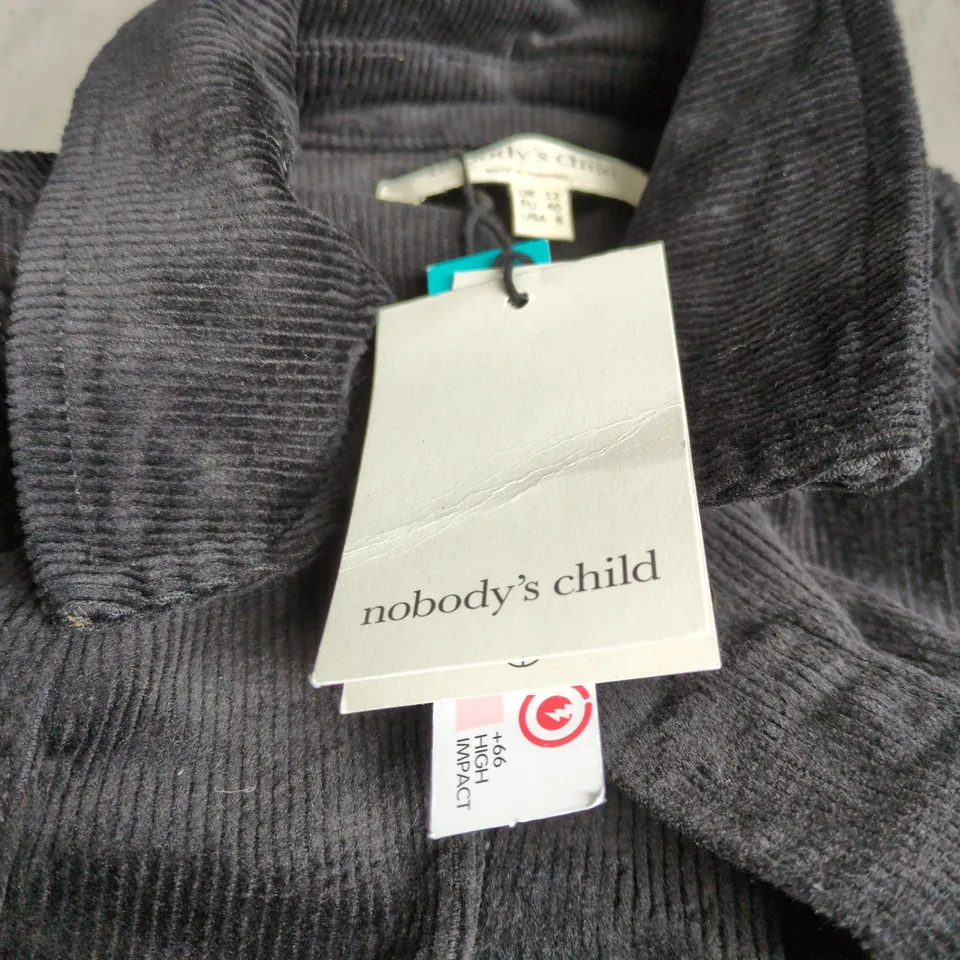 nobody's child
UK 12
EU 40
USA 8
nobody's child
+66
HIGH
IMPACT